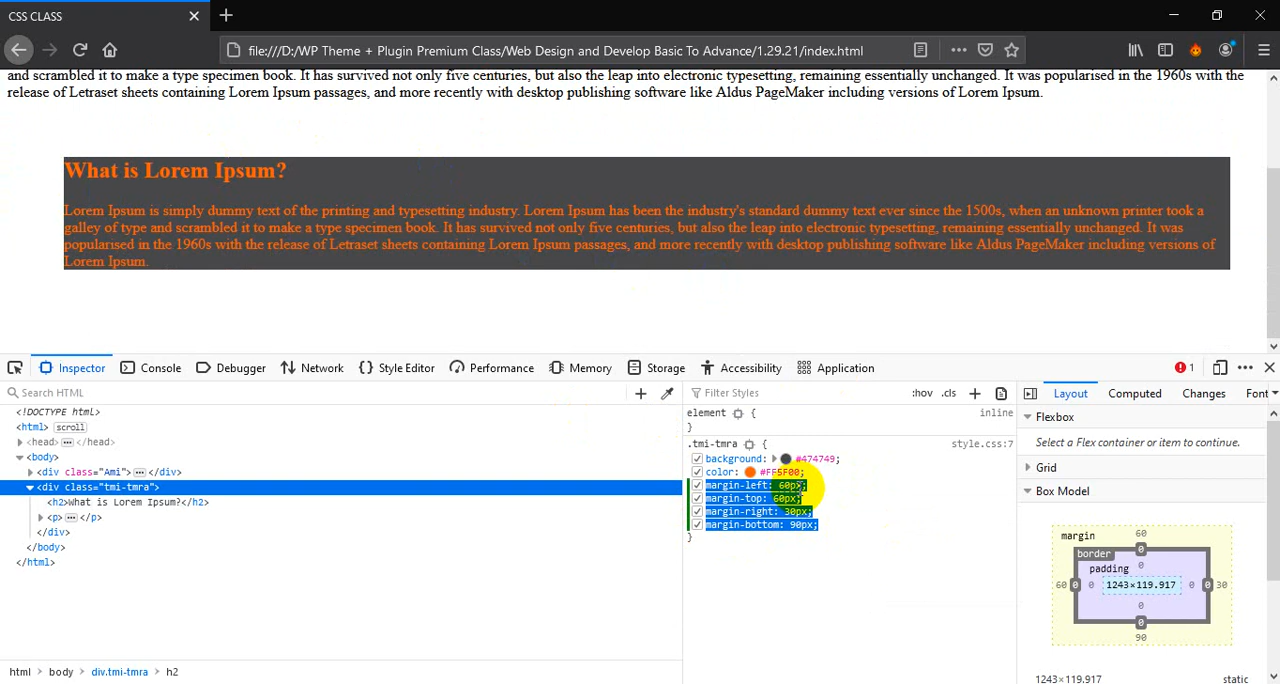 CSS CLASS
file:///D:/WP Theme + Plugin Premium Class/Web Design and Develop Basic To Advance/1.29.21/index.html
and scrambled it to make a type specimen book. It has survived not only five centuries, but also the leap into electronic typesetting, remaining essentially unchanged. It was popularised in the 1960s with the
release of Letraset sheets containing Lorem Ipsum passages, and more recently with desktop publishing software like Aldus PageMaker including versions of Lorem Ipsum.
What is Lorem Ipsum?
Lorem Ipsum is simply dummy text of the printing and typesetting industry. Lorem Ipsum has been the industry's standard dummy text ever since the 1500s, when an unknown printer took a
galley of type and scrambled it to make a type specimen book. It has survived not only five centuries, but also the leap into electronic typesetting, remaining essentially unchanged. It was
popularised in the 1960s with the release of Letraset sheets containing Lorem Ipsum passages, and more recently with desktop publishing software like Aldus PageMaker including versions of
Lorem Ipsum.
Inspector Console Debugger Network {} Style Editor Performance Memory Storage Accessibility Application 1
Search HTML
<!DOCTYPE html>
<html> scroll
<head> ••• </head>
<body>
<div class="Ami"> ••• </div>
<div class="tmi-tmra">
<h2>What is Lorem Ipsum?</h2>
<p> ••• </p>
</div>
</body>
</html>
html > body > div.tmi-tmra > h2
Filter Styles :hov .cls +
element { inline
}
.tmi-tmra { style.css:7
background: #474749;
color: #FF5F00;
margin-left: 60px;
margin-top: 60px;
margin-right: 30px;
margin-bottom: 90px;
}
Layout Computed Changes Font
Flexbox
Select a Flex container or item to continue.
Grid
Box Model
margin 60
border 0
padding 0
60 0 0 1243×119.917 0 0 30
0
0
90
1243×119.917 static